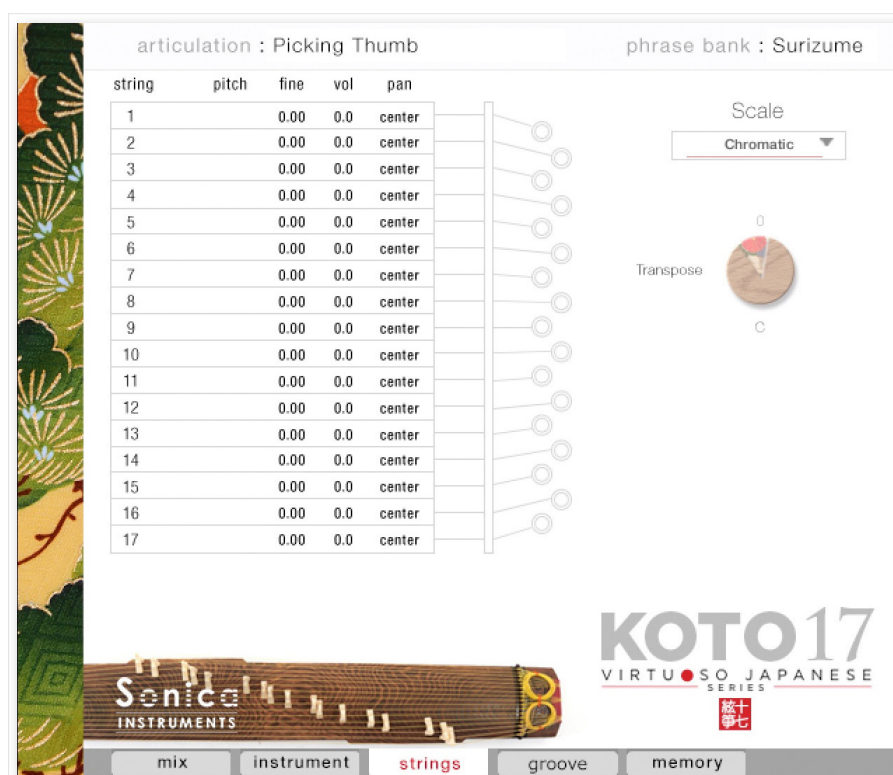 articulation : Picking Thumb
phrase bank : Surizume
string pitch fine vol pan
1 0.00 0.0 center
2 0.00 0.0 center
3 0.00 0.0 center
4 0.00 0.0 center
5 0.00 0.0 center
6 0.00 0.0 center
7 0.00 0.0 center
8 0.00 0.0 center
9 0.00 0.0 center
10 0.00 0.0 center
11 0.00 0.0 center
12 0.00 0.0 center
13 0.00 0.0 center
14 0.00 0.0 center
15 0.00 0.0 center
16 0.00 0.0 center
17 0.00 0.0 center
Scale
Chromatic
0
Transpose
C
KOTO 17
VIRTUOSO JAPANESE
SERIES
十七
絃箏
Sonica
INSTRUMENTS
mix instrument strings groove memory